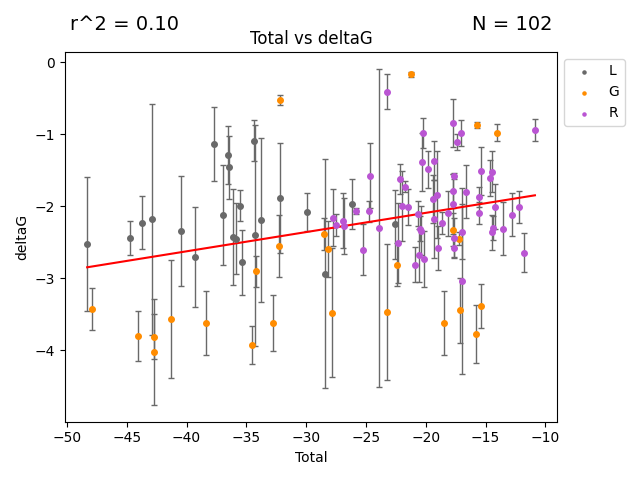 r^2 = 0.10
N = 102
Total vs deltaG
L
G
R
0
−1
−2
−3
−4
deltaG
−50 −45 −40 −35 −30 −25 −20 −15 −10
Total